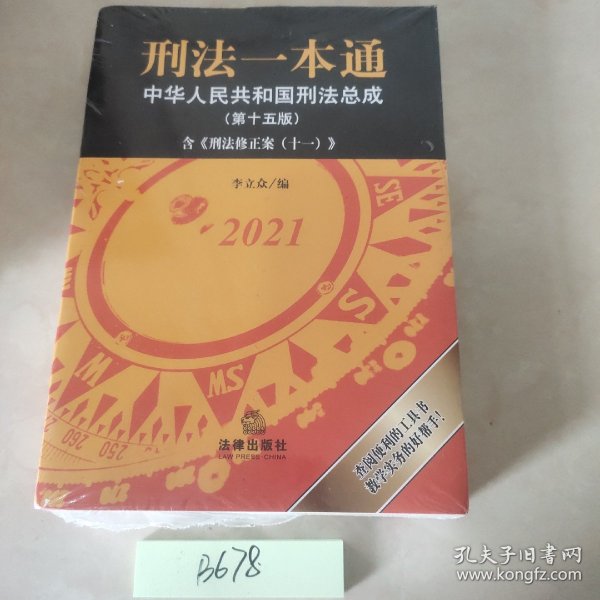 刑法一本通
中华人民共和国刑法总成
（第十五版）
含《刑法修正案（十一）》
李立众/编
2021
SE
S
SW
W
210
250
260
法律出版社
LAW PRESS·CHINA
查阅便利的工具书
教学实务的好帮手！
B678
孔夫子旧书网
www.kongfz.com